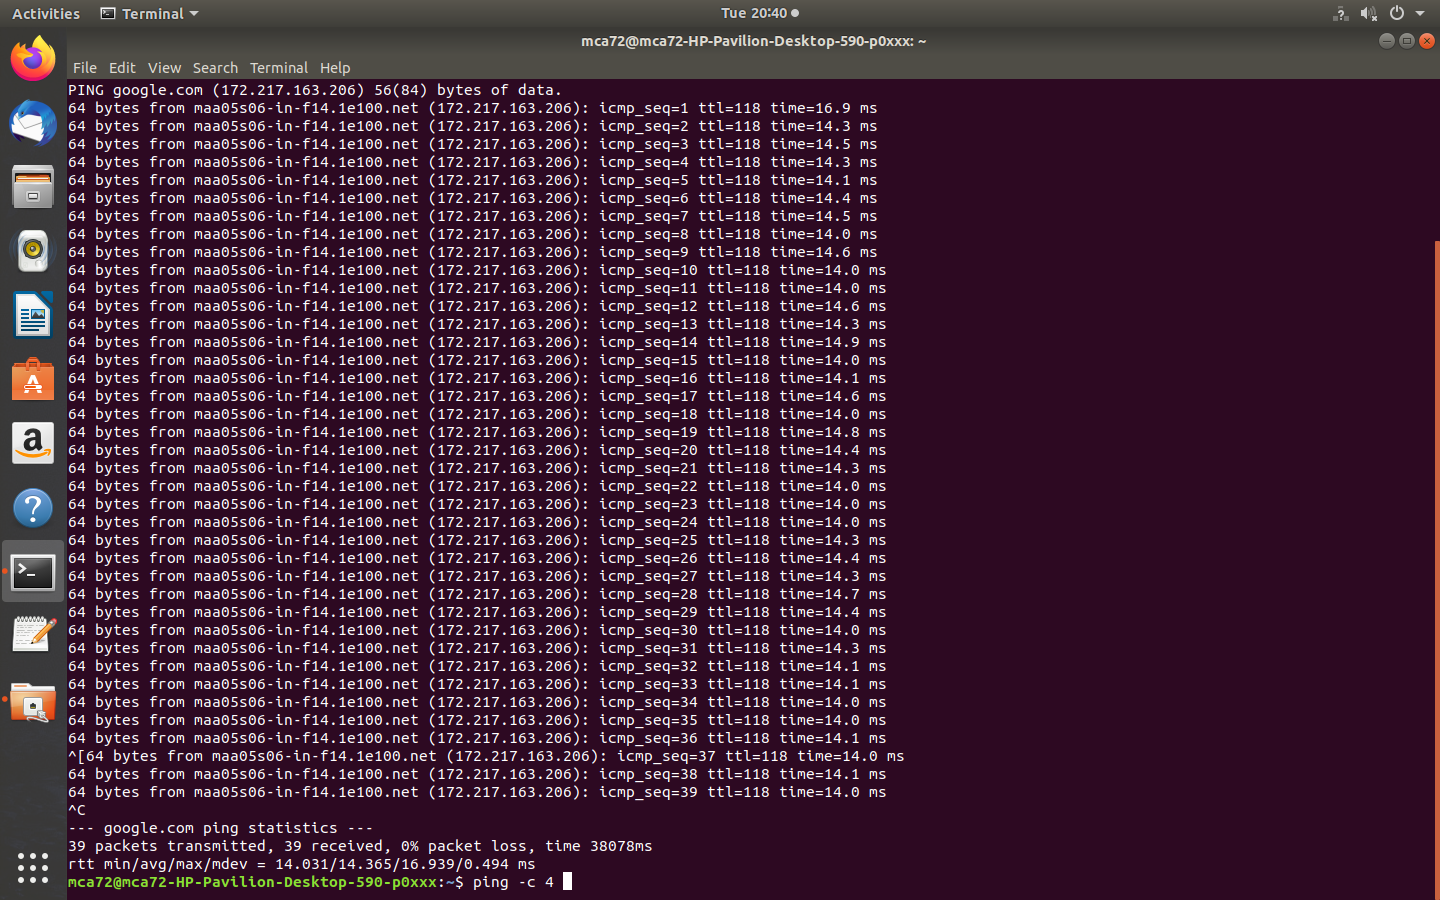 Activities Terminal Tue 20:40
mca72@mca72-HP-Pavilion-Desktop-590-p0xxx: ~
File Edit View Search Terminal Help
PING google.com (172.217.163.206) 56(84) bytes of data.
64 bytes from maa05s06-in-f14.1e100.net (172.217.163.206): icmp_seq=1 ttl=118 time=16.9 ms
64 bytes from maa05s06-in-f14.1e100.net (172.217.163.206): icmp_seq=2 ttl=118 time=14.3 ms
64 bytes from maa05s06-in-f14.1e100.net (172.217.163.206): icmp_seq=3 ttl=118 time=14.5 ms
64 bytes from maa05s06-in-f14.1e100.net (172.217.163.206): icmp_seq=4 ttl=118 time=14.3 ms
64 bytes from maa05s06-in-f14.1e100.net (172.217.163.206): icmp_seq=5 ttl=118 time=14.1 ms
64 bytes from maa05s06-in-f14.1e100.net (172.217.163.206): icmp_seq=6 ttl=118 time=14.4 ms
64 bytes from maa05s06-in-f14.1e100.net (172.217.163.206): icmp_seq=7 ttl=118 time=14.5 ms
64 bytes from maa05s06-in-f14.1e100.net (172.217.163.206): icmp_seq=8 ttl=118 time=14.0 ms
64 bytes from maa05s06-in-f14.1e100.net (172.217.163.206): icmp_seq=9 ttl=118 time=14.6 ms
64 bytes from maa05s06-in-f14.1e100.net (172.217.163.206): icmp_seq=10 ttl=118 time=14.0 ms
64 bytes from maa05s06-in-f14.1e100.net (172.217.163.206): icmp_seq=11 ttl=118 time=14.0 ms
64 bytes from maa05s06-in-f14.1e100.net (172.217.163.206): icmp_seq=12 ttl=118 time=14.6 ms
64 bytes from maa05s06-in-f14.1e100.net (172.217.163.206): icmp_seq=13 ttl=118 time=14.3 ms
64 bytes from maa05s06-in-f14.1e100.net (172.217.163.206): icmp_seq=14 ttl=118 time=14.9 ms
64 bytes from maa05s06-in-f14.1e100.net (172.217.163.206): icmp_seq=15 ttl=118 time=14.0 ms
64 bytes from maa05s06-in-f14.1e100.net (172.217.163.206): icmp_seq=16 ttl=118 time=14.1 ms
64 bytes from maa05s06-in-f14.1e100.net (172.217.163.206): icmp_seq=17 ttl=118 time=14.6 ms
64 bytes from maa05s06-in-f14.1e100.net (172.217.163.206): icmp_seq=18 ttl=118 time=14.0 ms
64 bytes from maa05s06-in-f14.1e100.net (172.217.163.206): icmp_seq=19 ttl=118 time=14.8 ms
64 bytes from maa05s06-in-f14.1e100.net (172.217.163.206): icmp_seq=20 ttl=118 time=14.4 ms
64 bytes from maa05s06-in-f14.1e100.net (172.217.163.206): icmp_seq=21 ttl=118 time=14.3 ms
64 bytes from maa05s06-in-f14.1e100.net (172.217.163.206): icmp_seq=22 ttl=118 time=14.0 ms
64 bytes from maa05s06-in-f14.1e100.net (172.217.163.206): icmp_seq=23 ttl=118 time=14.0 ms
64 bytes from maa05s06-in-f14.1e100.net (172.217.163.206): icmp_seq=24 ttl=118 time=14.0 ms
64 bytes from maa05s06-in-f14.1e100.net (172.217.163.206): icmp_seq=25 ttl=118 time=14.3 ms
64 bytes from maa05s06-in-f14.1e100.net (172.217.163.206): icmp_seq=26 ttl=118 time=14.4 ms
64 bytes from maa05s06-in-f14.1e100.net (172.217.163.206): icmp_seq=27 ttl=118 time=14.3 ms
64 bytes from maa05s06-in-f14.1e100.net (172.217.163.206): icmp_seq=28 ttl=118 time=14.7 ms
64 bytes from maa05s06-in-f14.1e100.net (172.217.163.206): icmp_seq=29 ttl=118 time=14.4 ms
64 bytes from maa05s06-in-f14.1e100.net (172.217.163.206): icmp_seq=30 ttl=118 time=14.0 ms
64 bytes from maa05s06-in-f14.1e100.net (172.217.163.206): icmp_seq=31 ttl=118 time=14.3 ms
64 bytes from maa05s06-in-f14.1e100.net (172.217.163.206): icmp_seq=32 ttl=118 time=14.1 ms
64 bytes from maa05s06-in-f14.1e100.net (172.217.163.206): icmp_seq=33 ttl=118 time=14.1 ms
64 bytes from maa05s06-in-f14.1e100.net (172.217.163.206): icmp_seq=34 ttl=118 time=14.0 ms
64 bytes from maa05s06-in-f14.1e100.net (172.217.163.206): icmp_seq=35 ttl=118 time=14.0 ms
64 bytes from maa05s06-in-f14.1e100.net (172.217.163.206): icmp_seq=36 ttl=118 time=14.1 ms
^[64 bytes from maa05s06-in-f14.1e100.net (172.217.163.206): icmp_seq=37 ttl=118 time=14.0 ms
64 bytes from maa05s06-in-f14.1e100.net (172.217.163.206): icmp_seq=38 ttl=118 time=14.1 ms
64 bytes from maa05s06-in-f14.1e100.net (172.217.163.206): icmp_seq=39 ttl=118 time=14.0 ms
^C
--- google.com ping statistics ---
39 packets transmitted, 39 received, 0% packet loss, time 38078ms
rtt min/avg/max/mdev = 14.031/14.365/16.939/0.494 ms
mca72@mca72-HP-Pavilion-Desktop-590-p0xxx:~$ ping -c 4